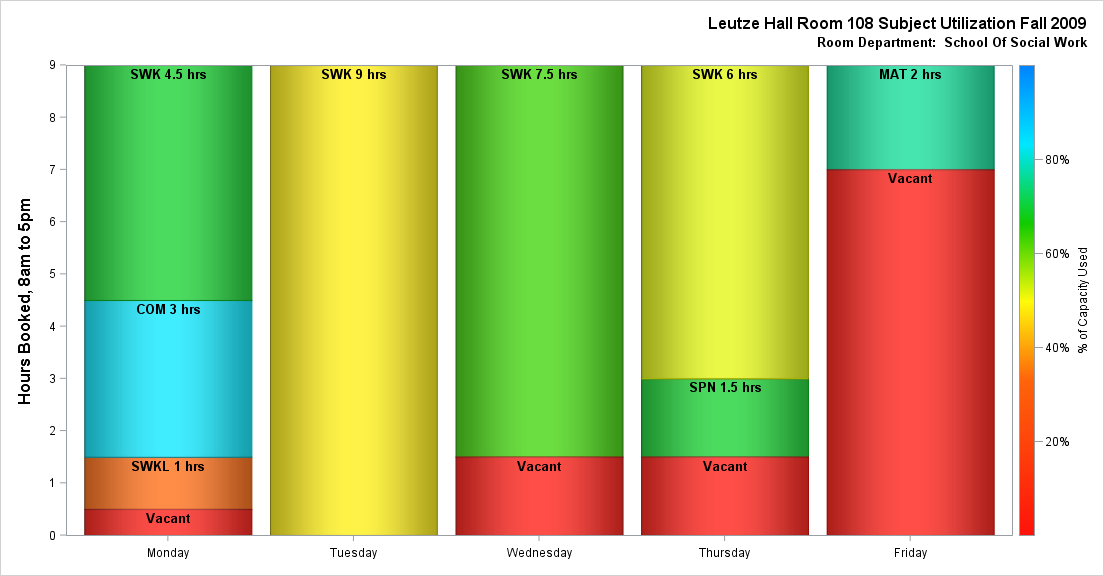 Leutze Hall Room 108 Subject Utilization Fall 2009
Room Department:  School Of Social Work
Hours Booked, 8am to 5pm
9
8
7
6
5
4
3
2
1
0
SWK 4.5 hrs
COM 3 hrs
SWKL 1 hrs
Vacant
SWK 9 hrs
SWK 7.5 hrs
Vacant
SWK 6 hrs
SPN 1.5 hrs
Vacant
MAT 2 hrs
Vacant
Monday
Tuesday
Wednesday
Thursday
Friday
80%
60%
40%
20%
% of Capacity Used